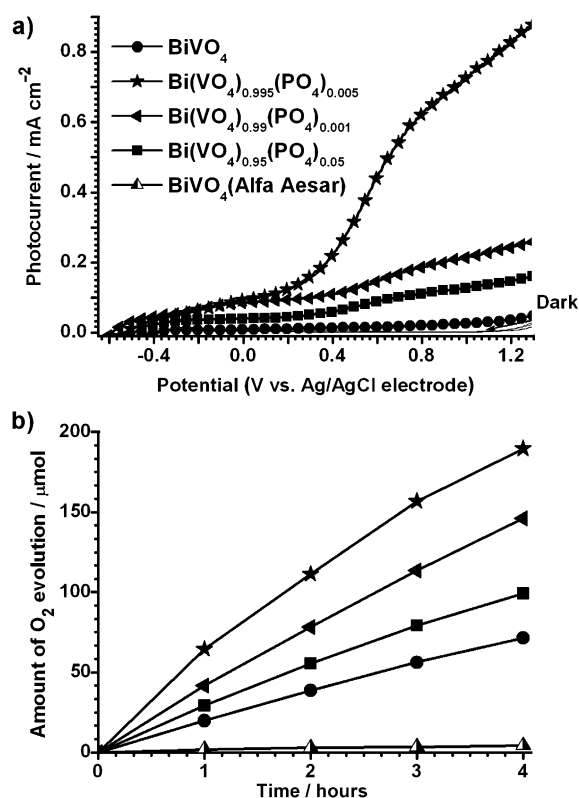 a)
0.8
0.6
0.4
0.2
0.0
Photocurrent / mA cm⁻²
BiVO₄
Bi(VO₄)₀.₉₉₅(PO₄)₀.₀₀₅
Bi(VO₄)₀.₉₉(PO₄)₀.₀₀₁
Bi(VO₄)₀.₉₅(PO₄)₀.₀₅
BiVO₄(Alfa Aesar)
Dark
-0.4 0.0 0.4 0.8 1.2
Potential (V vs. Ag/AgCl electrode)
b)
200
150
100
50
0
Amount of O₂ evolution / μmol
0 1 2 3 4
Time / hours